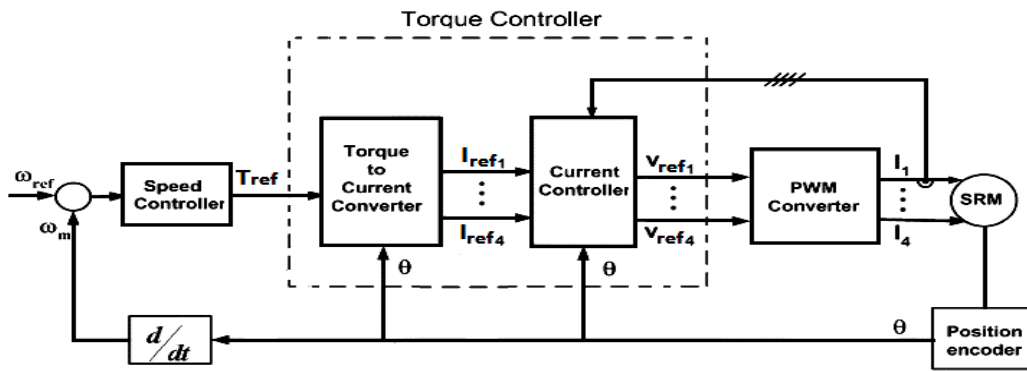 Torque Controller
ω_ref
ω_m
Speed
Controller
Tref
Torque
to
Current
Converter
I_ref1
⋮
I_ref4
θ
Current
Controller
θ
v_ref1
⋮
v_ref4
PWM
Converter
I_1
⋮
I_4
SRM
d/dt
θ
Position
encoder